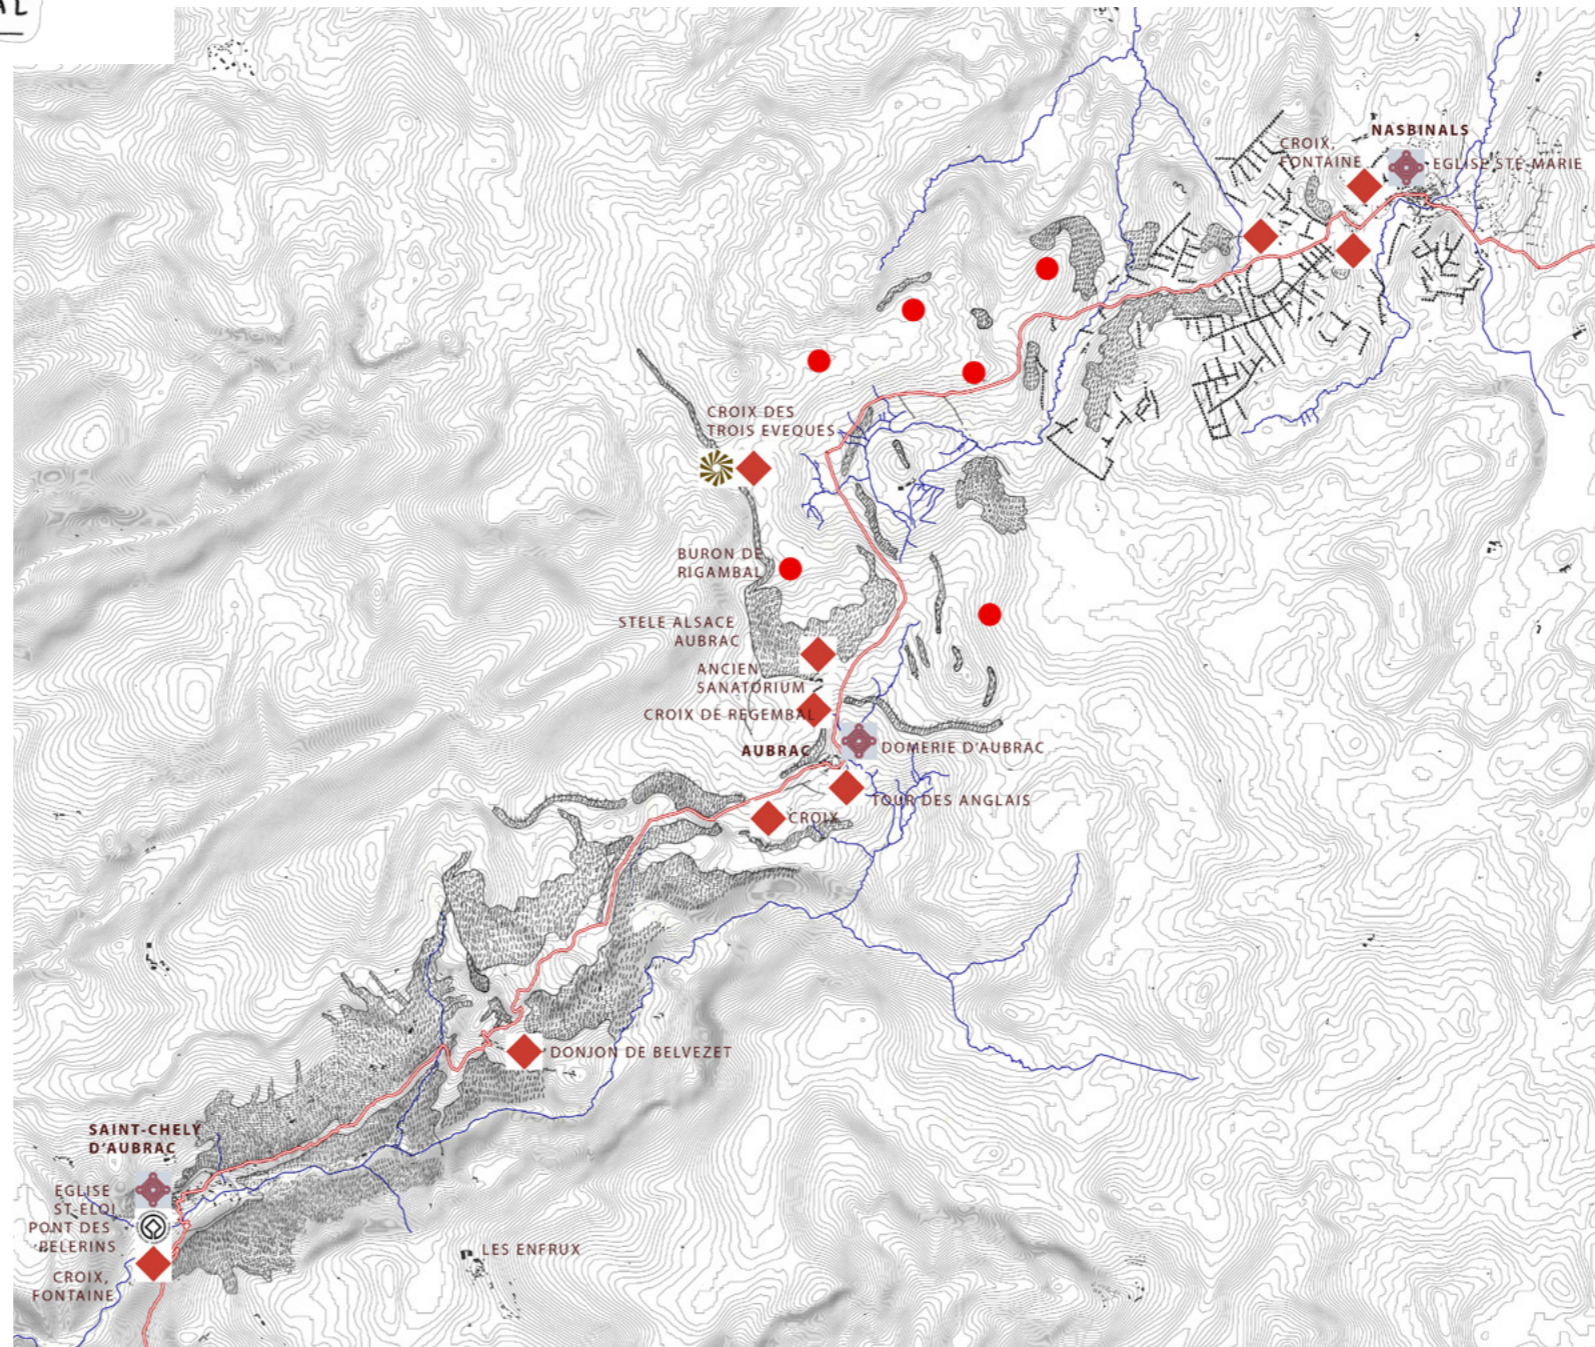 AL
NASBINALS
CROIX,
FONTAINE
EGLISE STE-MARIE
CROIX DES
TROIS EVEQUES
BURON DE
RIGAMBAL
STELE ALSACE
AUBRAC
ANCIEN
SANATORIUM
CROIX DE REGEMBAL
AUBRAC
DOMERIE D'AUBRAC
TOUR DES ANGLAIS
CROIX
DONJON DE BELVEZET
SAINT-CHELY
D'AUBRAC
EGLISE
ST-ELOI
PONT DES
PELERINS
CROIX,
FONTAINE
LES ENFRUX